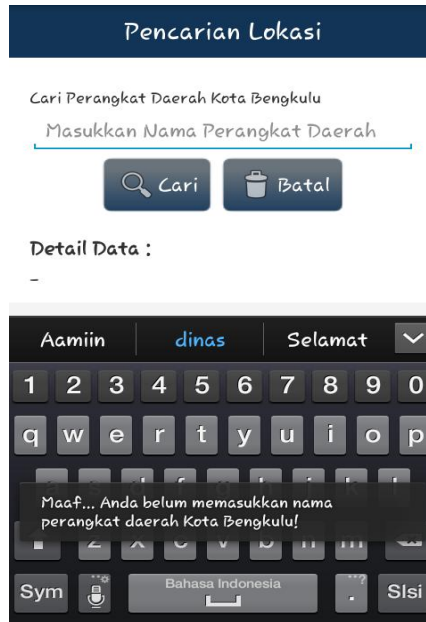 Pencarian Lokasi
Cari Perangkat Daerah Kota Bengkulu
Masukkan Nama Perangkat Daerah
Cari Batal
Detail Data :
-
Aamiin dinas Selamat
1 2 3 4 5 6 7 8 9 0
q w e r t y u i o p
Maaf... Anda belum memasukkan nama
perangkat daerah Kota Bengkulu!
z x c v b n m
Sym Bahasa Indonesia . ? Slsi